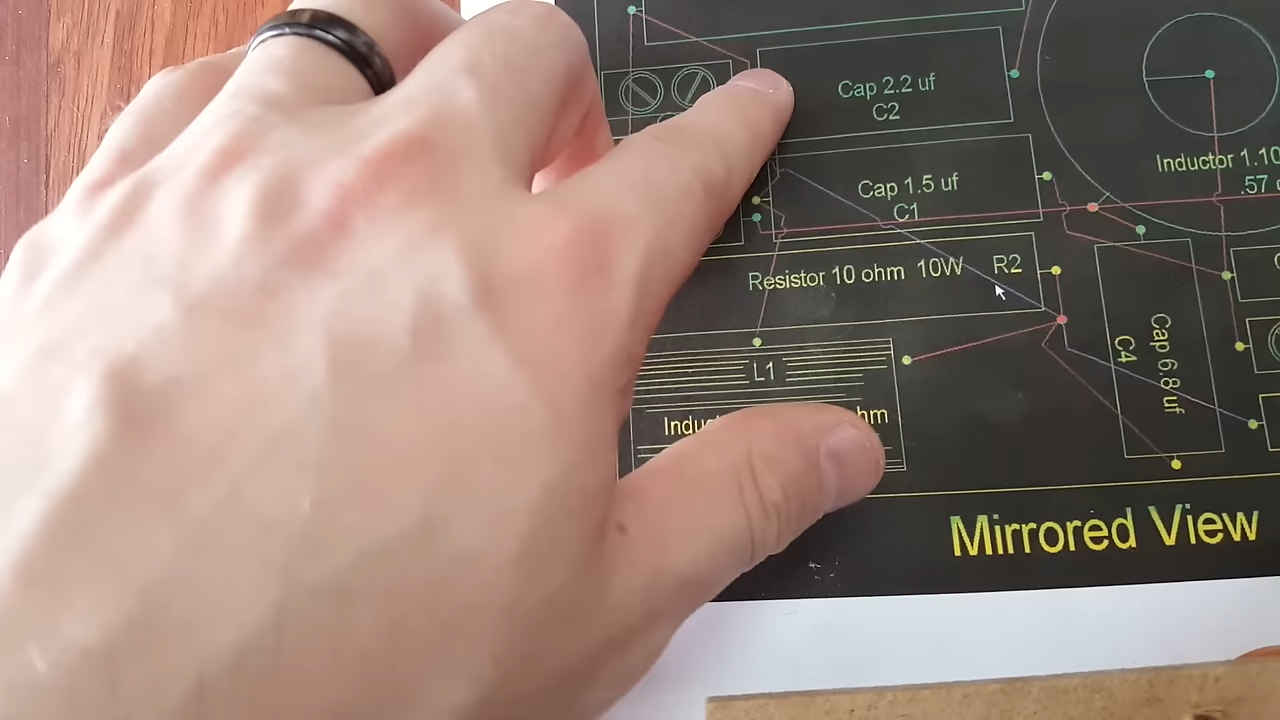 Cap 2.2 uf
C2
Cap 1.5 uf
C1
Inductor 1.10
.57
Resistor 10 ohm 10W R2
L1
Cap 6.8 uf
C4
Mirrored View